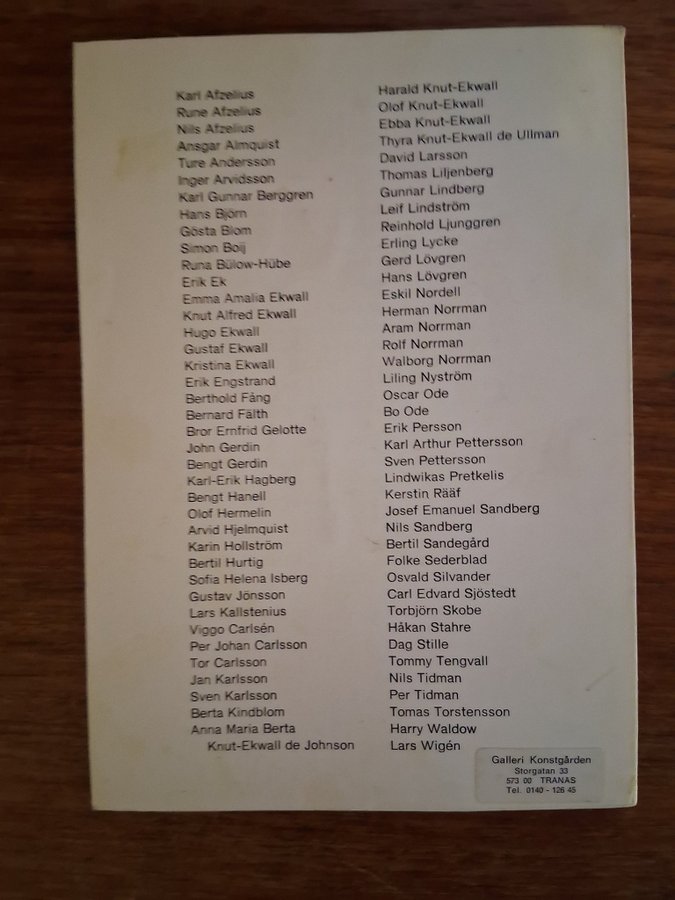 Karl Afzelius
Rune Afzelius
Nils Afzelius
Ansgar Almquist
Ture Andersson
Inger Arvidsson
Karl Gunnar Berggren
Hans Björn
Gösta Blom
Simon Boij
Runa Bülow-Hübe
Erik Ek
Emma Amalia Ekwall
Knut Alfred Ekwall
Hugo Ekwall
Gustaf Ekwall
Kristina Ekwall
Erik Engstrand
Berthold Fång
Bernard Fälth
Bror Ernfrid Gelotte
John Gerdin
Bengt Gerdin
Karl-Erik Hagberg
Bengt Hanell
Olof Hermelin
Arvid Hjelmquist
Karin Hollström
Bertil Hurtig
Sofia Helena Isberg
Gustav Jönsson
Lars Kallstenius
Viggo Carlsén
Per Johan Carlsson
Tor Carlsson
Jan Karlsson
Sven Karlsson
Berta Kindblom
Anna Maria Berta
Knut-Ekwall de Johnson
Harald Knut-Ekwall
Olof Knut-Ekwall
Ebba Knut-Ekwall
Thyra Knut-Ekwall de Ullman
David Larsson
Thomas Liljenberg
Gunnar Lindberg
Leif Lindström
Reinhold Ljunggren
Erling Lycke
Gerd Lövgren
Hans Lövgren
Eskil Nordell
Herman Norrman
Aram Norrman
Rolf Norrman
Walborg Norrman
Liling Nyström
Oscar Ode
Bo Ode
Erik Persson
Karl Arthur Pettersson
Sven Pettersson
Lindwikas Pretkelis
Kerstin Rääf
Josef Emanuel Sandberg
Nils Sandberg
Bertil Sandegård
Folke Sederblad
Osvald Silvander
Carl Edvard Sjöstedt
Torbjörn Skobe
Håkan Stahre
Dag Stille
Tommy Tengvall
Nils Tidman
Per Tidman
Tomas Torstensson
Harry Waldow
Lars Wigén
Galleri Konstgården
Storgatan 33
573 00 TRANAS
Tel. 0140 - 126 45